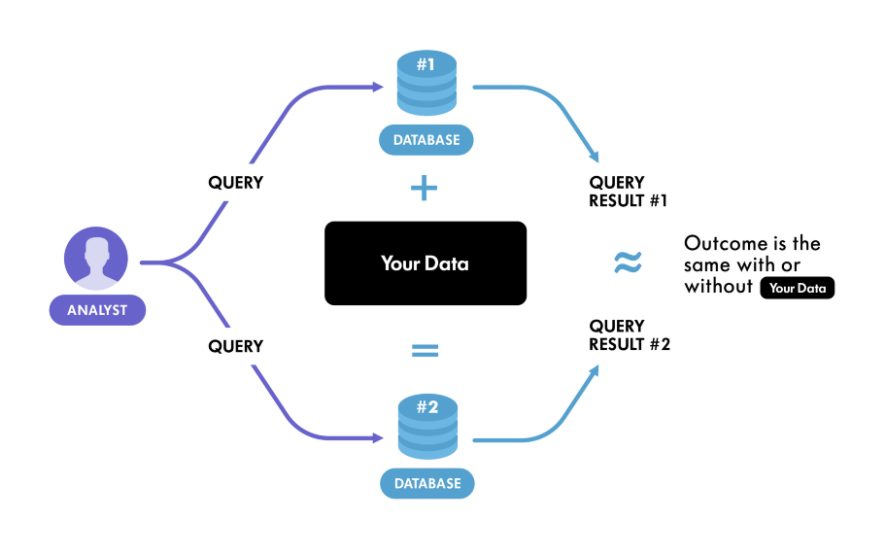 #1
DATABASE
QUERY
QUERY
RESULT #1
+
Your Data
≈
Outcome is the
same with or
without Your Data
ANALYST
QUERY
QUERY
RESULT #2
=
#2
DATABASE